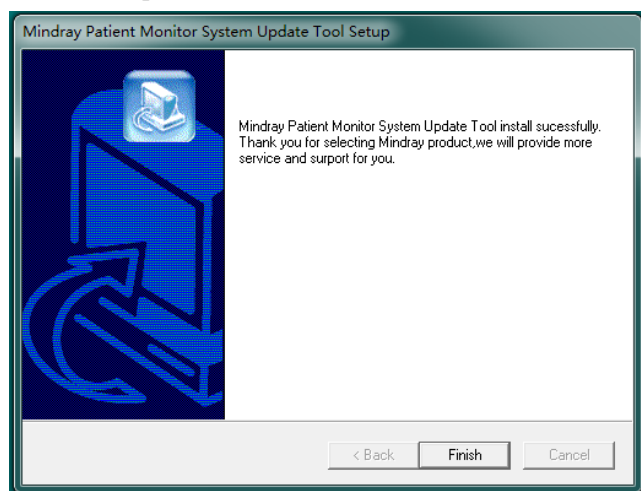 Mindray Patient Monitor System Update Tool Setup
Mindray Patient Monitor System Update Tool install sucessfully.
Thank you for selecting Mindray product,we will provide more
service and surport for you.
< Back
Finish
Cancel